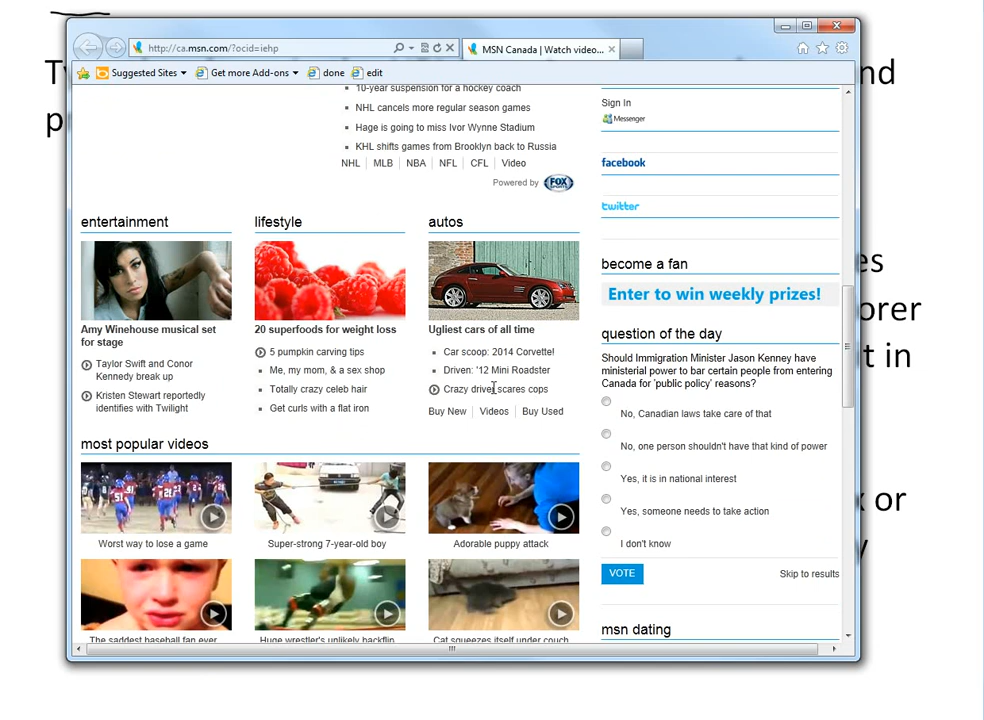 http://ca.msn.com/?ocid=iehp
MSN Canada | Watch video...
Suggested Sites
Get more Add-ons
done
edit
10-year suspension for a hockey coach
NHL cancels more regular season games
Hage is going to miss Ivor Wynne Stadium
KHL shifts games from Brooklyn back to Russia
NHL | MLB | NBA | NFL | CFL | Video
Powered by FOX SPORTS
Sign In
Messenger
facebook
twitter
become a fan
Enter to win weekly prizes!
question of the day
Should Immigration Minister Jason Kenney have
ministerial power to bar certain people from entering
Canada for 'public policy' reasons?
No, Canadian laws take care of that
No, one person shouldn't have that kind of power
Yes, it is in national interest
Yes, someone needs to take action
I don't know
VOTE
Skip to results
msn dating
entertainment
Amy Winehouse musical set
for stage
Taylor Swift and Conor
Kennedy break up
Kristen Stewart reportedly
identifies with Twilight
lifestyle
20 superfoods for weight loss
5 pumpkin carving tips
Me, my mom, & a sex shop
Totally crazy celeb hair
Get curls with a flat iron
autos
Ugliest cars of all time
Car scoop: 2014 Corvette!
Driven: '12 Mini Roadster
Crazy driver scares cops
Buy New | Videos | Buy Used
most popular videos
Worst way to lose a game
Super-strong 7-year-old boy
Adorable puppy attack
The saddest baseball fan ever
Huge wrestler's unlikely backflip
Cat squeezes itself under couch
or